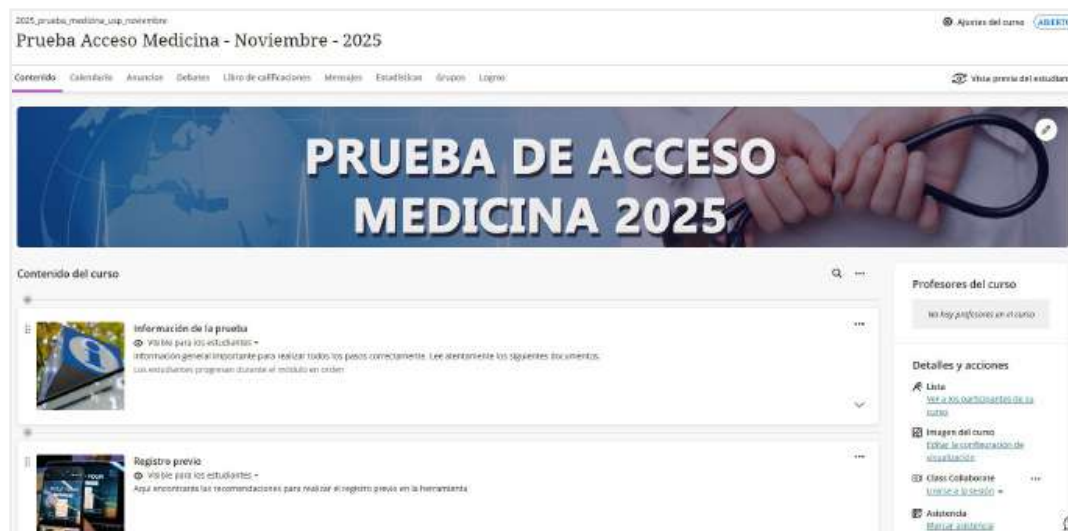 2025_prueba_medicina_usp_noviembre
Prueba Acceso Medicina - Noviembre - 2025
Ajustes del curso
ABIERTO
Contenido Calendario Anuncios Debates Libro de calificaciones Mensajes Estadísticas Grupos Logros
Vista previa del estudiant
PRUEBA DE ACCESO
MEDICINA 2025
Contenido del curso
Información de la prueba
Visible para los estudiantes
Información general importante para realizar todos los pasos correctamente. Lee atentamente los siguientes documentos.
Los estudiantes progresan durante el módulo en orden
Registro previo
Visible para los estudiantes
Aquí encontrarás las recomendaciones para realizar el registro previo en la herramienta
Profesores del curso
No hay profesores en el curso
Detalles y acciones
Lista
Ver a los participantes de su
curso
Imagen del curso
Editar la configuración de
visualización
Class Collaborate
Unirse a la sesión
Asistencia
Marcar asistencia